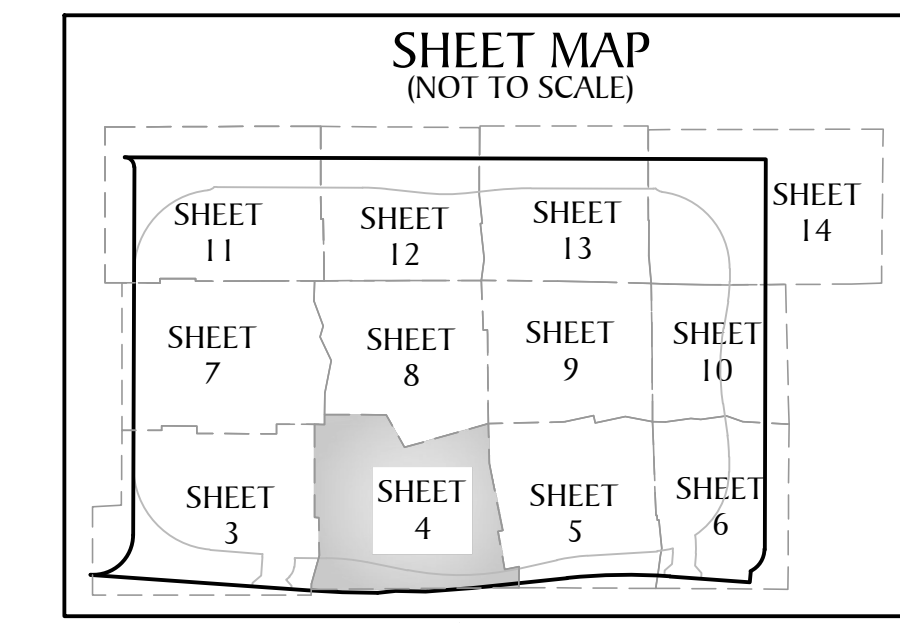 SHEET MAP
(NOT TO SCALE)
SHEET
11
SHEET
12
SHEET
13
SHEET
14
SHEET
7
SHEET
8
SHEET
9
SHEET
10
SHEET
3
SHEET
4
SHEET
5
SHEET
6